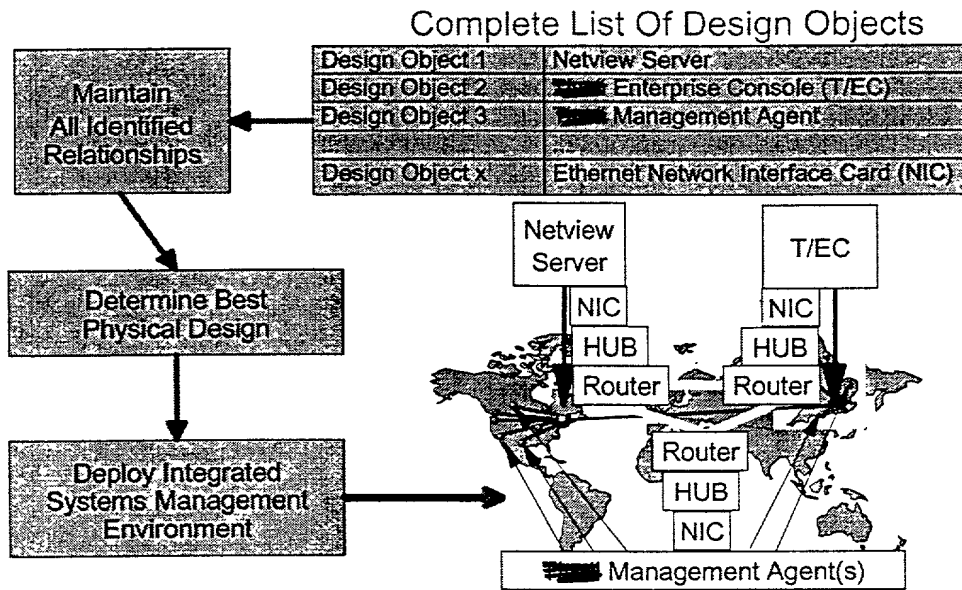 Complete List Of Design Objects
Design Object 1 Netview Server
Design Object 2 Enterprise Console (T/EC)
Design Object 3 Management Agent
... ...
Design Object x Ethernet Network Interface Card (NIC)
Maintain
All Identified
Relationships
Determine Best
Physical Design
Deploy Integrated
Systems Management
Environment
Netview
Server
NIC
HUB
Router
T/EC
NIC
HUB
Router
Router
HUB
NIC
Management Agent(s)